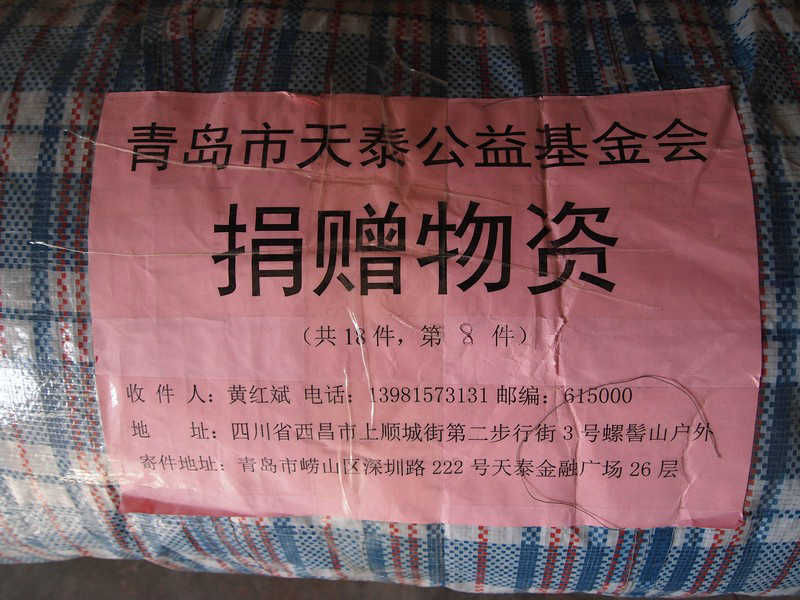 青岛市天泰公益基金会
捐赠物资
（共18件，第 8 件）
收 件 人：黄红斌 电话：13981573131 邮编：615000
地 址：四川省西昌市上顺城街第二步行街3号螺髻山户外
寄件地址：青岛市崂山区深圳路222号天泰金融广场26层